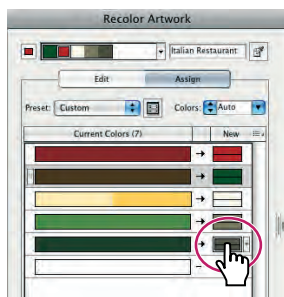 Recolor Artwork
Italian Restaurant
Edit Assign
Preset: Custom Colors: Auto
Current Colors (7) New